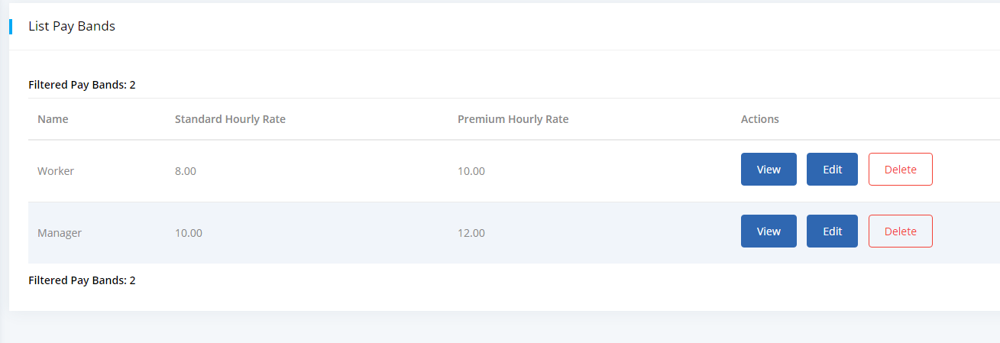 List Pay Bands
Filtered Pay Bands: 2
Name Standard Hourly Rate Premium Hourly Rate Actions
Worker 8.00 10.00 View Edit Delete
Manager 10.00 12.00 View Edit Delete
Filtered Pay Bands: 2